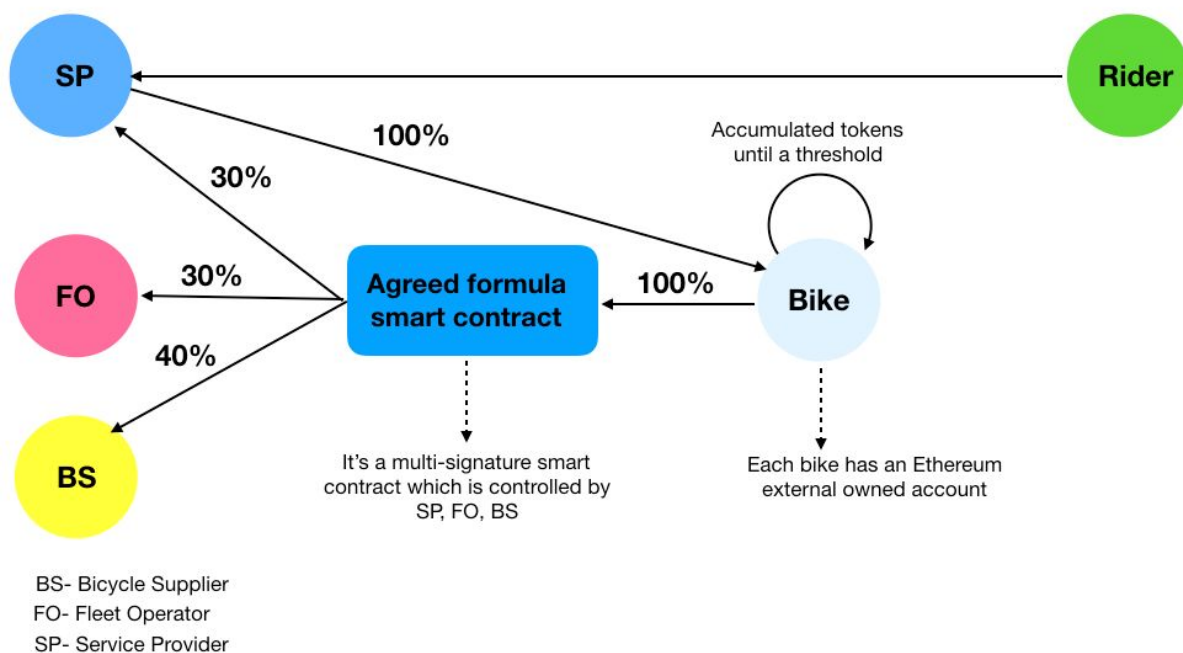 SP
Rider
100%
Accumulated tokens
until a threshold
30%
FO
30%
Agreed formula
smart contract
100%
Bike
40%
BS
It's a multi-signature smart
contract which is controlled by
SP, FO, BS
Each bike has an Ethereum
external owned account
BS- Bicycle Supplier
FO- Fleet Operator
SP- Service Provider